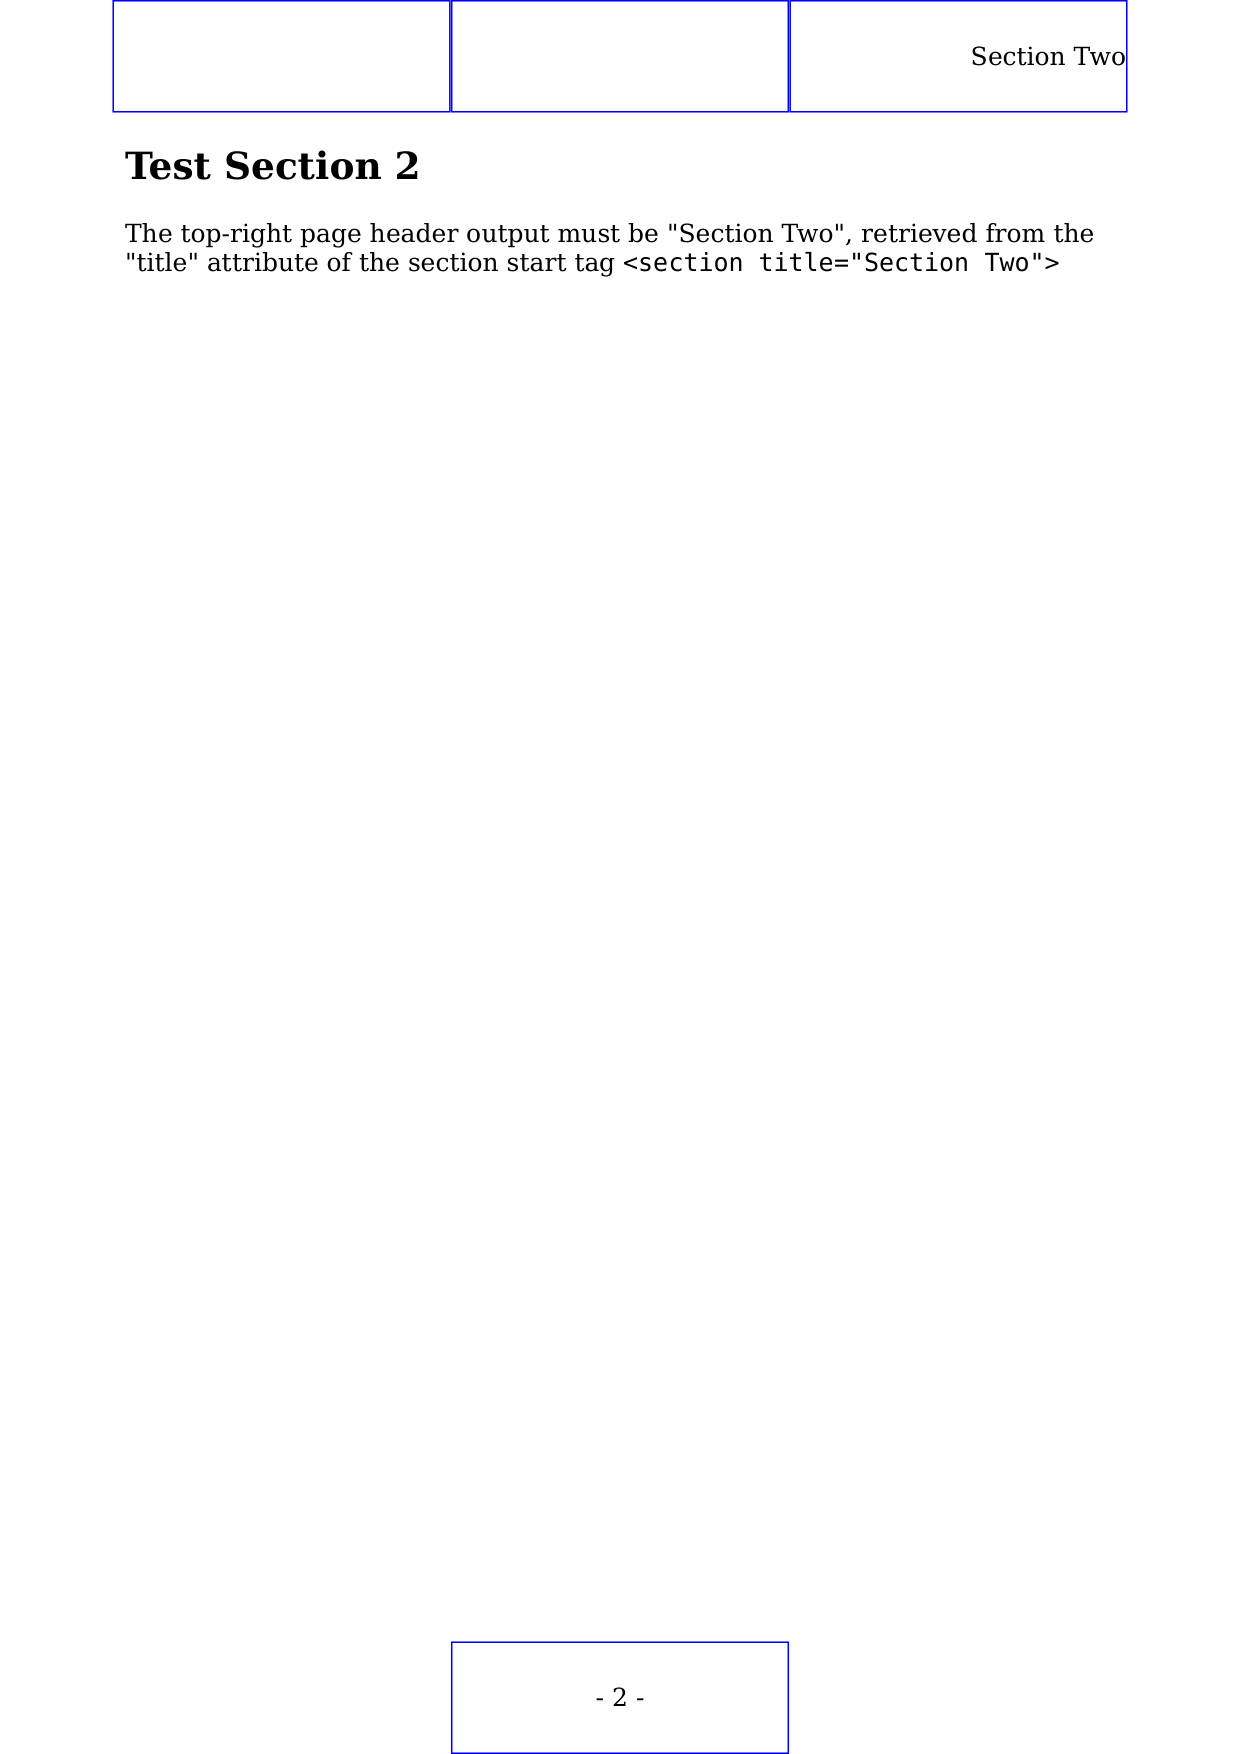 Section Two
Test Section 2
The top-right page header output must be "Section Two", retrieved from the
"title" attribute of the section start tag <section title="Section Two">
- 2 -